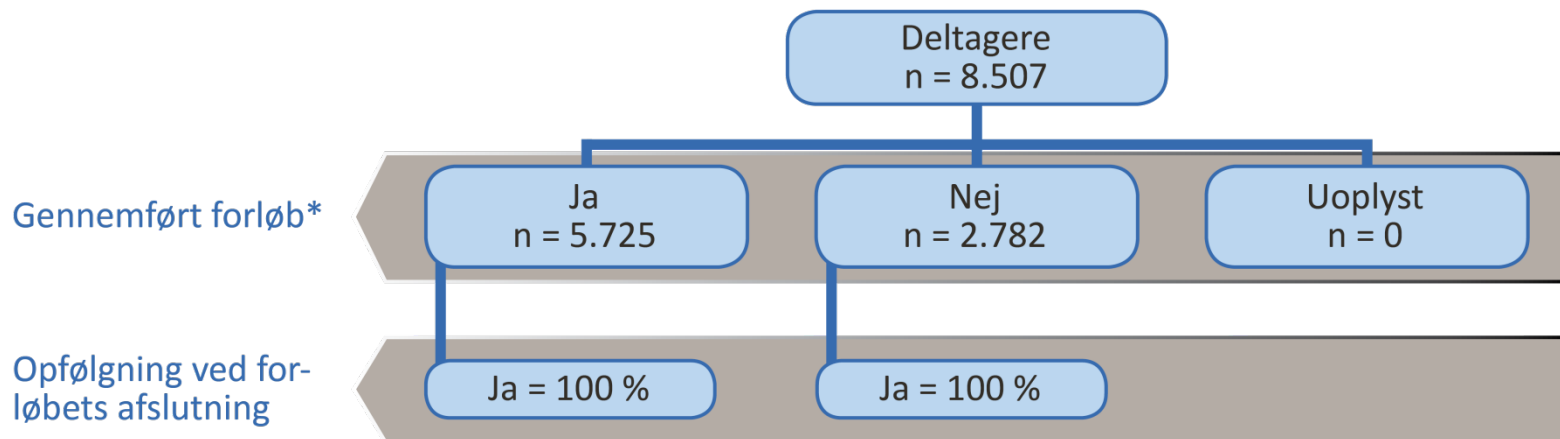 Deltagere
n = 8.507
Gennemført forløb*
Ja
n = 5.725
Nej
n = 2.782
Uoplyst
n = 0
Opfølgning ved for-
løbets afslutning
Ja = 100 %
Ja = 100 %